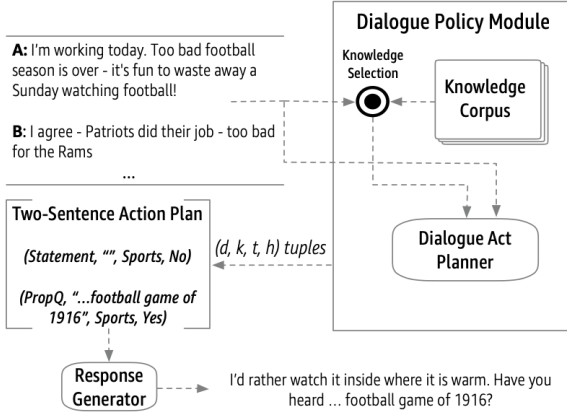 A: I'm working today. Too bad football
season is over - it's fun to waste away a
Sunday watching football!
B: I agree - Patriots did their job - too bad
for the Rams
...
Dialogue Policy Module
Knowledge
Selection
Knowledge
Corpus
Dialogue Act
Planner
(d, k, t, h) tuples
Two-Sentence Action Plan
(Statement, "", Sports, No)
(PropQ, "...football game of
1916", Sports, Yes)
Response
Generator
I'd rather watch it inside where it is warm. Have you
heard ... football game of 1916?